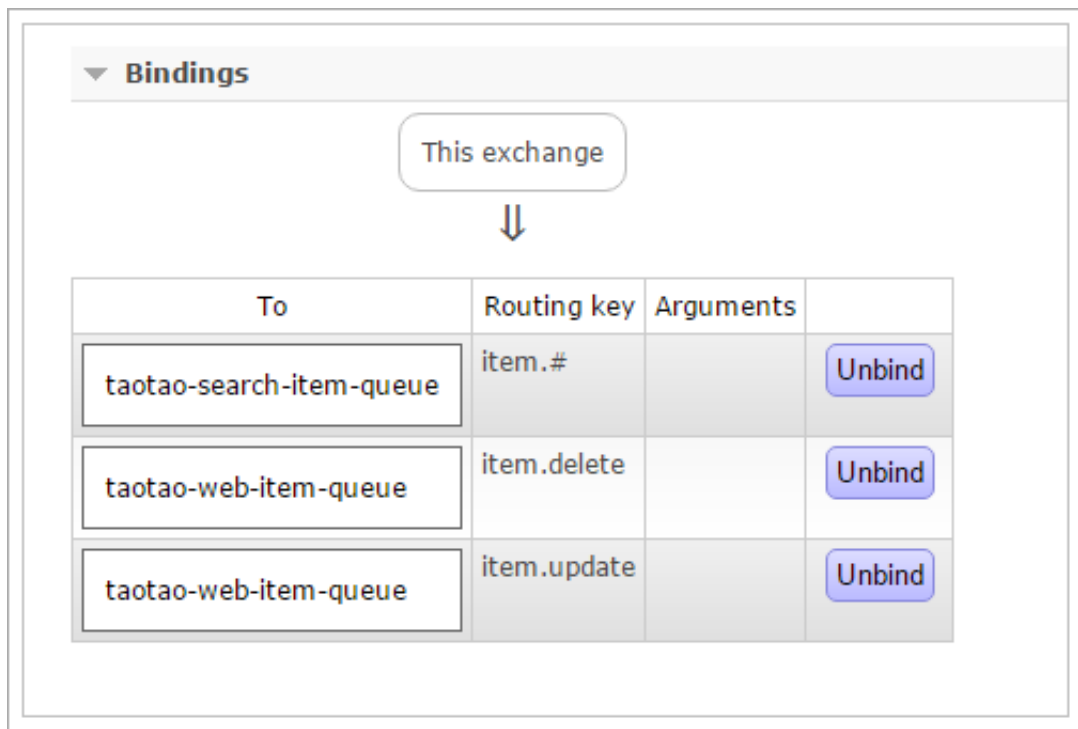 Bindings
This exchange
⇓
To Routing key Arguments
taotao-search-item-queue item.# Unbind
taotao-web-item-queue item.delete Unbind
taotao-web-item-queue item.update Unbind